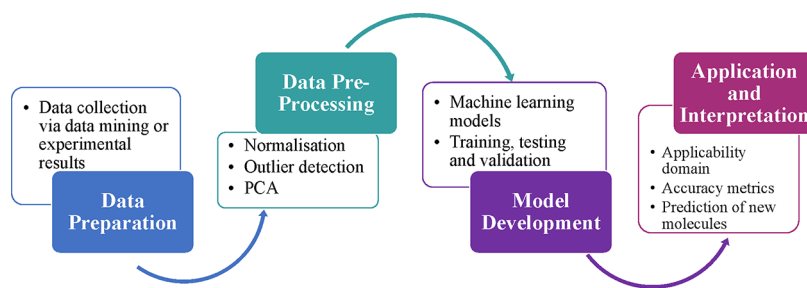 • Data collection
via data mining or
experimental
results
Data
Preparation
Data Pre-
Processing
• Normalisation
• Outlier detection
• PCA
• Machine learning
models
• Training, testing
and validation
Model
Development
Application
and
Interpretation
• Applicability
domain
• Accuracy metrics
• Prediction of new
molecules